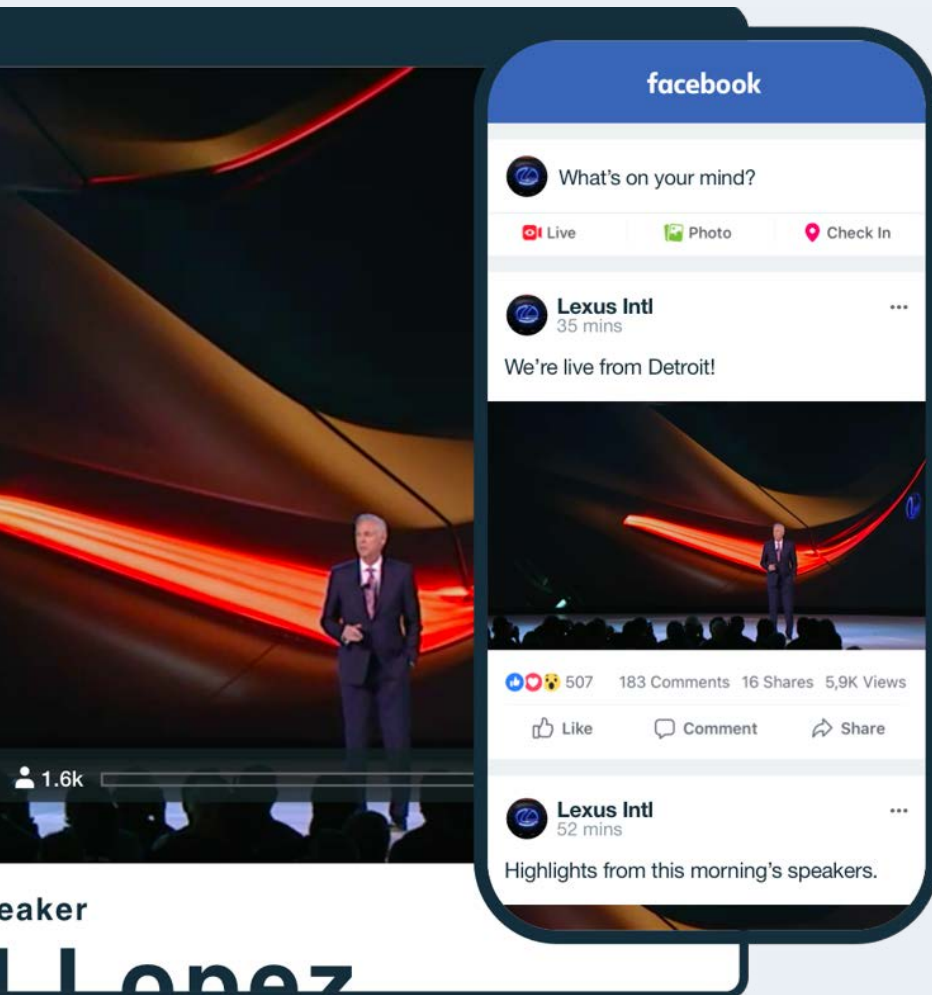 facebook
What's on your mind?
Live Photo Check In
Lexus Intl
35 mins
We're live from Detroit!
507 183 Comments 16 Shares 5,9K Views
Like Comment Share
Lexus Intl
52 mins
Highlights from this morning's speakers.
1.6k
eaker
l Lopez